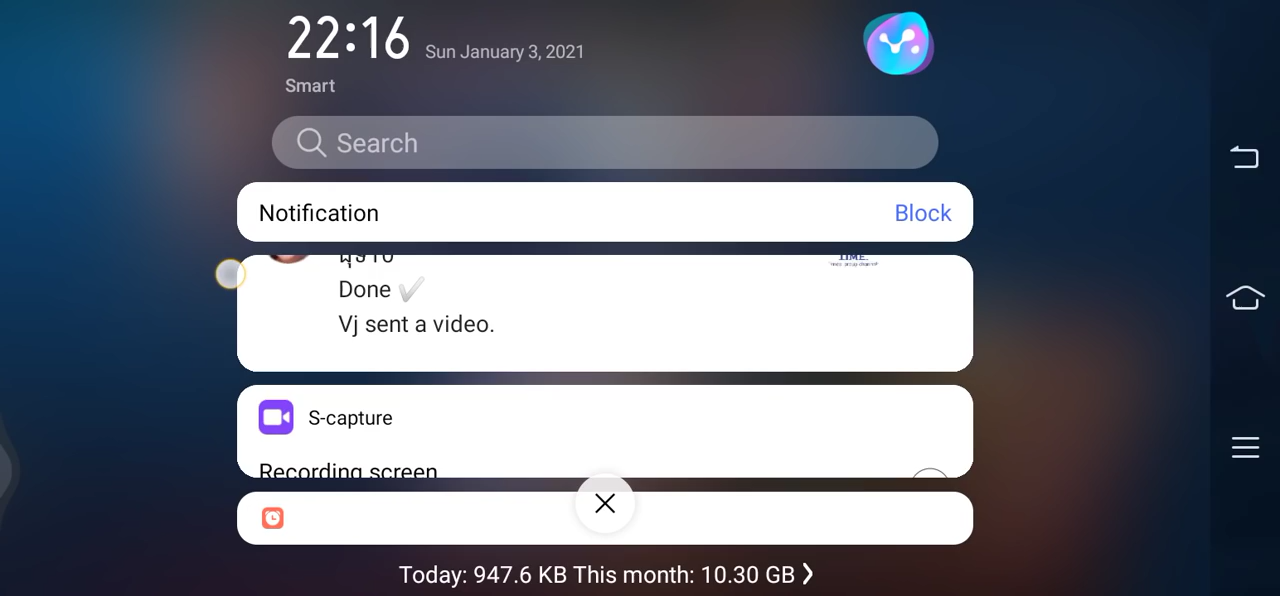 22:16 Sun January 3, 2021
Smart
Search
Notification Block
TIME
Done ✔
Vj sent a video.
S-capture
Recording screen
Today: 947.6 KB This month: 10.30 GB ❯